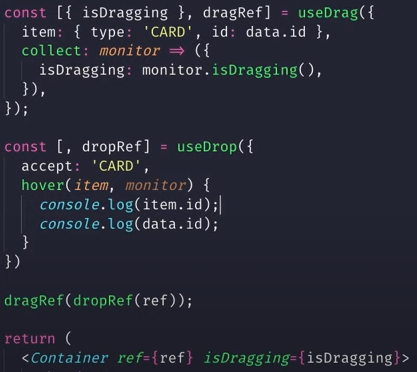 const [{ isDragging }, dragRef] = useDrag({
  item: { type: 'CARD', id: data.id },
  collect: monitor => ({
    isDragging: monitor.isDragging(),
  }),
});

const [, dropRef] = useDrop({
  accept: 'CARD',
  hover(item, monitor) {
    console.log(item.id);
    console.log(data.id);
  }
})

dragRef(dropRef(ref));

return (
  <Container ref={ref} isDragging={isDragging}>